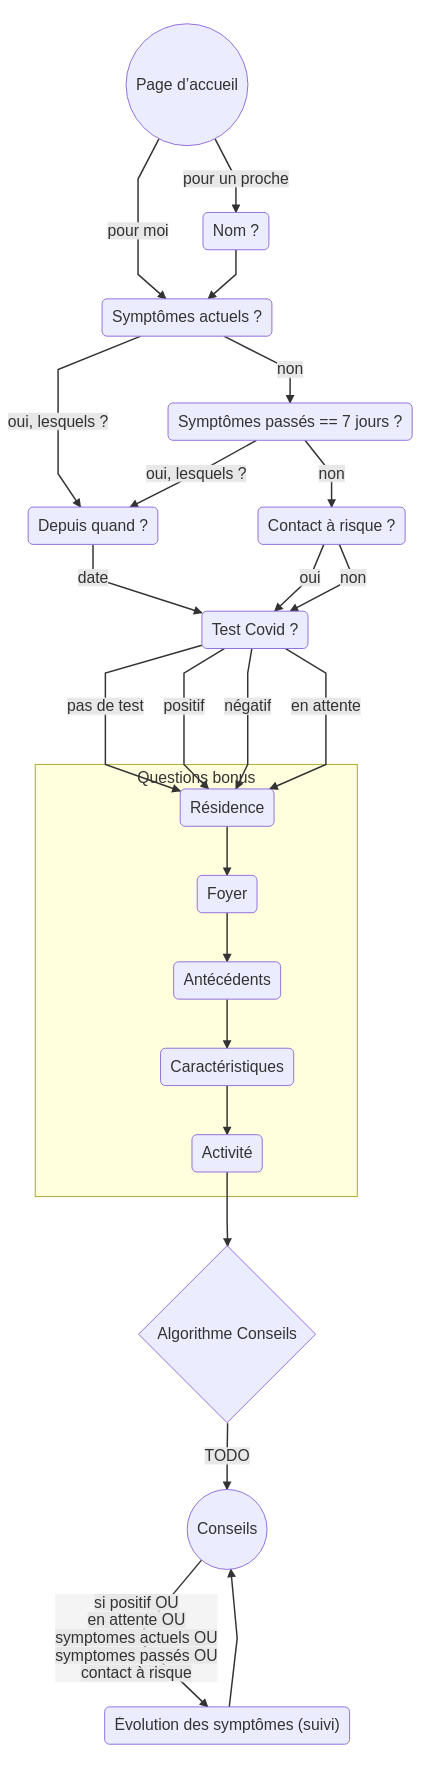 Page d'accueil
pour un proche
pour moi
Nom ?
Symptômes actuels ?
non
oui, lesquels ?
Symptômes passés == 7 jours ?
oui, lesquels ?
non
Depuis quand ?
Contact à risque ?
date
oui
non
Test Covid ?
pas de test
positif
négatif
en attente
Questions bonus
Résidence
Foyer
Antécédents
Caractéristiques
Activité
Algorithme Conseils
TODO
Conseils
si positif OU
en attente OU
symptomes actuels OU
symptomes passés OU
contact à risque
Évolution des symptômes (suivi)